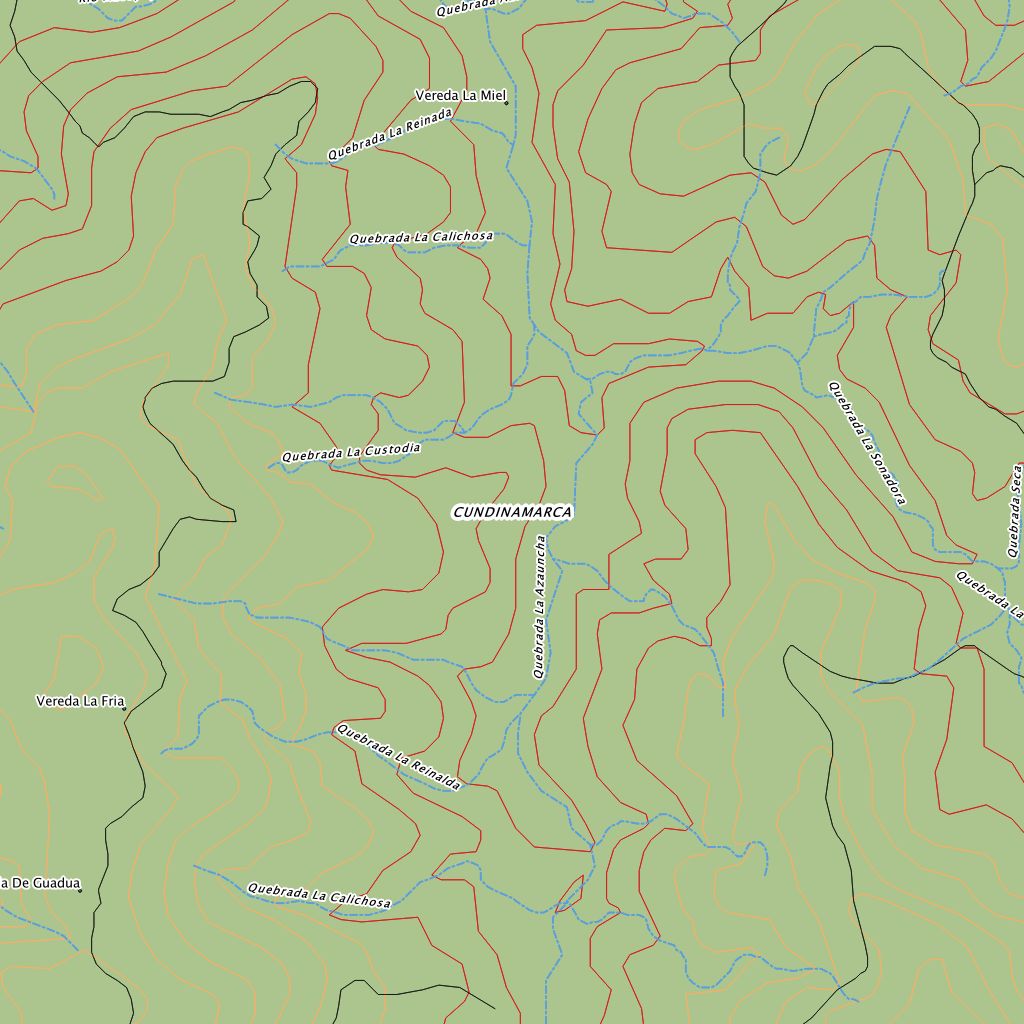 Quebrada
Vereda La Miel
Quebrada La Reinada
Quebrada La Calichosa
Quebrada La Sonadora
Quebrada La Custodia
Quebrada Seca
CUNDINAMARCA
Quebrada La Azauncha
Quebrada La
Vereda La Fria
Quebrada La Reinalda
a De Guadua
Quebrada La Calichosa